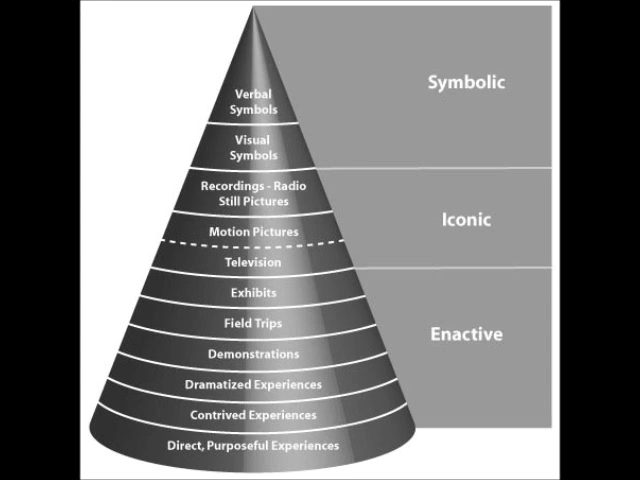 Verbal
Symbols
Visual
Symbols
Recordings - Radio
Still Pictures
Motion Pictures
Television
Exhibits
Field Trips
Demonstrations
Dramatized Experiences
Contrived Experiences
Direct, Purposeful Experiences
Symbolic
Iconic
Enactive